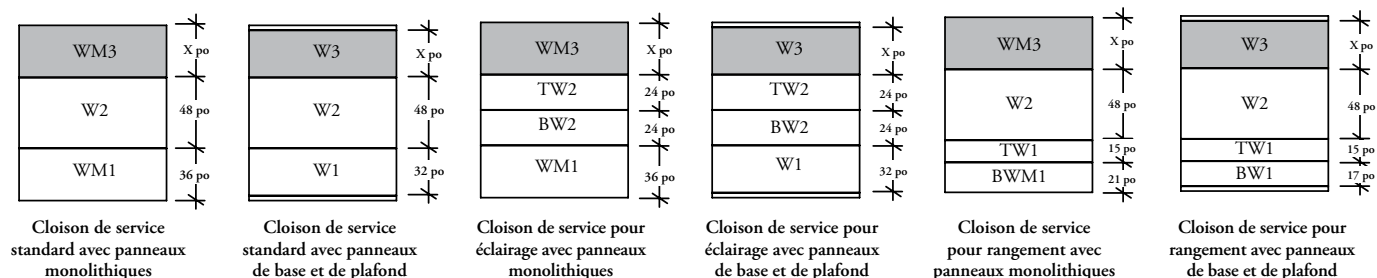 WM3
X po
W2
48 po
WM1
36 po
Cloison de service
standard avec panneaux
monolithiques
W3
X po
W2
48 po
W1
32 po
Cloison de service
standard avec panneaux
de base et de plafond
WM3
X po
TW2
24 po
BW2
24 po
WM1
36 po
Cloison de service pour
éclairage avec panneaux
monolithiques
W3
X po
TW2
24 po
BW2
24 po
W1
32 po
Cloison de service pour
éclairage avec panneaux
de base et de plafond
WM3
X po
W2
48 po
TW1
15 po
BWM1
21 po
Cloison de service
pour rangement avec
panneaux monolithiques
W3
X po
W2
48 po
TW1
15 po
BW1
17 po
Cloison de service pour
rangement avec panneaux
de base et de plafond